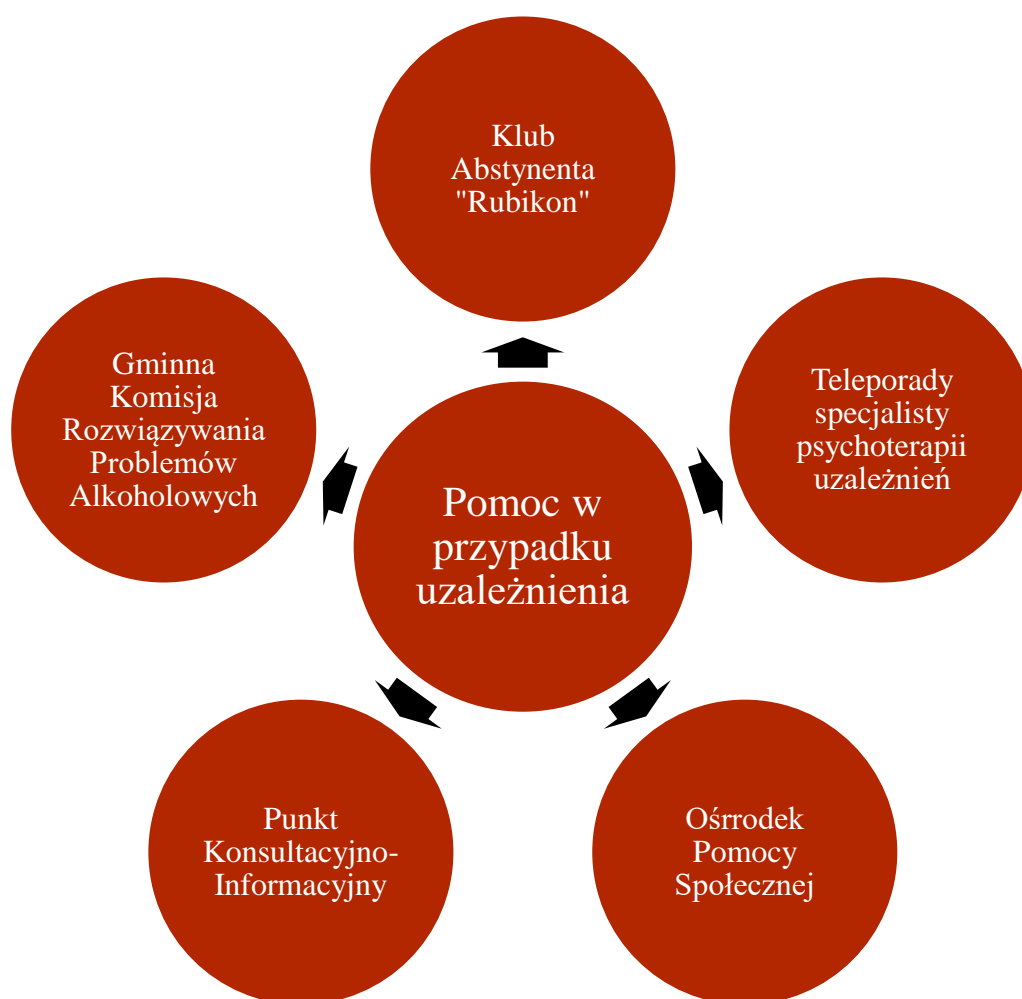 Klub
Abstynenta
"Rubikon"
Gminna
Komisja
Rozwiązywania
Problemów
Alkoholowych
Teleporady
specjalisty
psychoterapii
uzależnień
Pomoc w
przypadku
uzależnienia
Punkt
Konsultacyjno-
Informacyjny
Ośrrodek
Pomocy
Społecznej